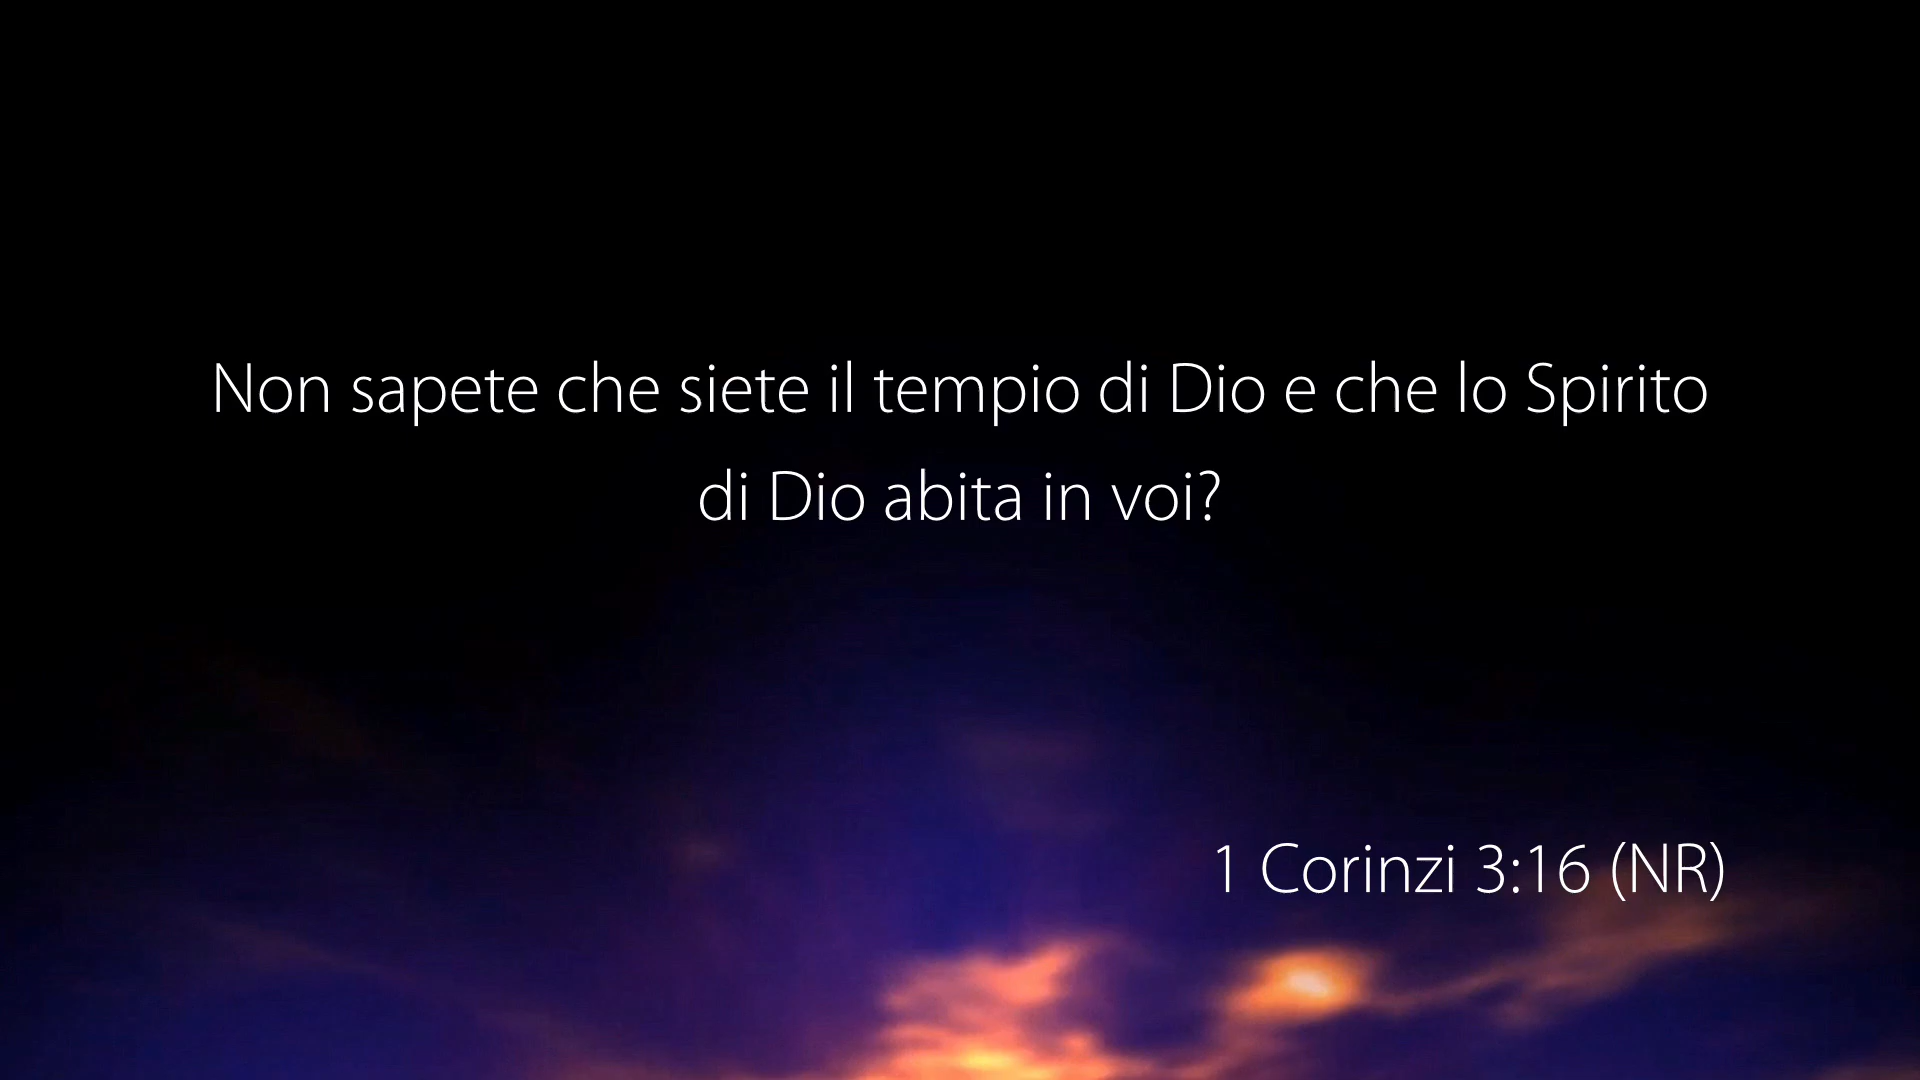 Non sapete che siete il tempio di Dio e che lo Spirito
di Dio abita in voi?
1 Corinzi 3:16 (NR)